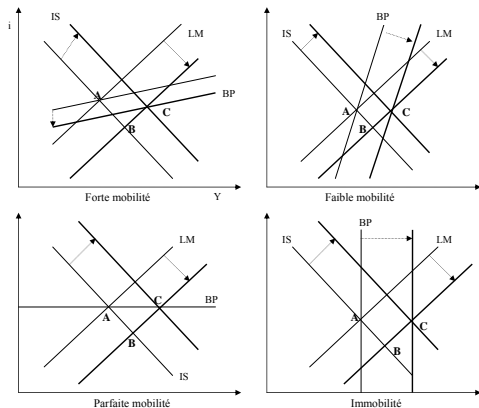 IS
LM
i
A
BP
C
B
Forte mobilité
Y
BP
IS
LM
A
C
B
Faible mobilité
LM
C
BP
A
B
IS
Parfaite mobilité
BP
IS
LM
A
C
B
Immobilité